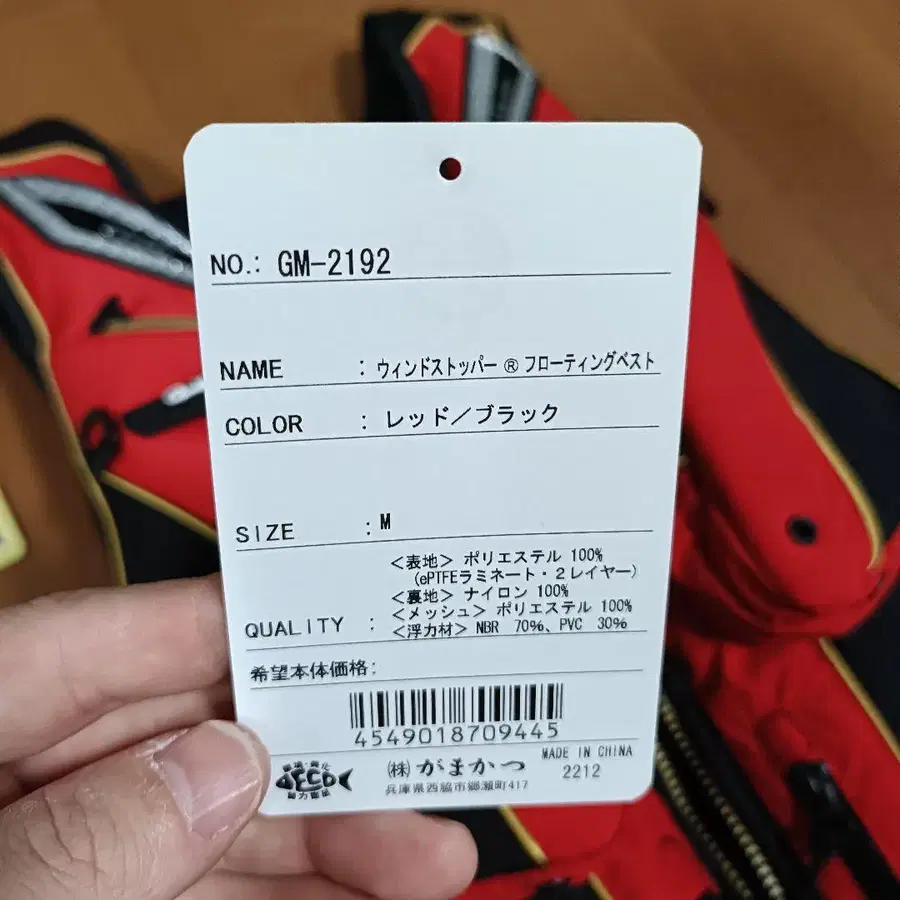 NO.: GM-2192
NAME : ウィンドストッパー ® フローティングベスト
COLOR : レッド／ブラック
SIZE : M
QUALITY : <表地> ポリエステル 100%
(ePTFEラミネート・2レイヤー)
<裏地> ナイロン 100%
<メッシュ> ポリエステル 100%
<浮力材> NBR 70%、PVC 30%
希望本体価格:
4549018709445
MADE IN CHINA
2212
(株) がまかつ
兵庫県西脇市郷瀬町417
ECO